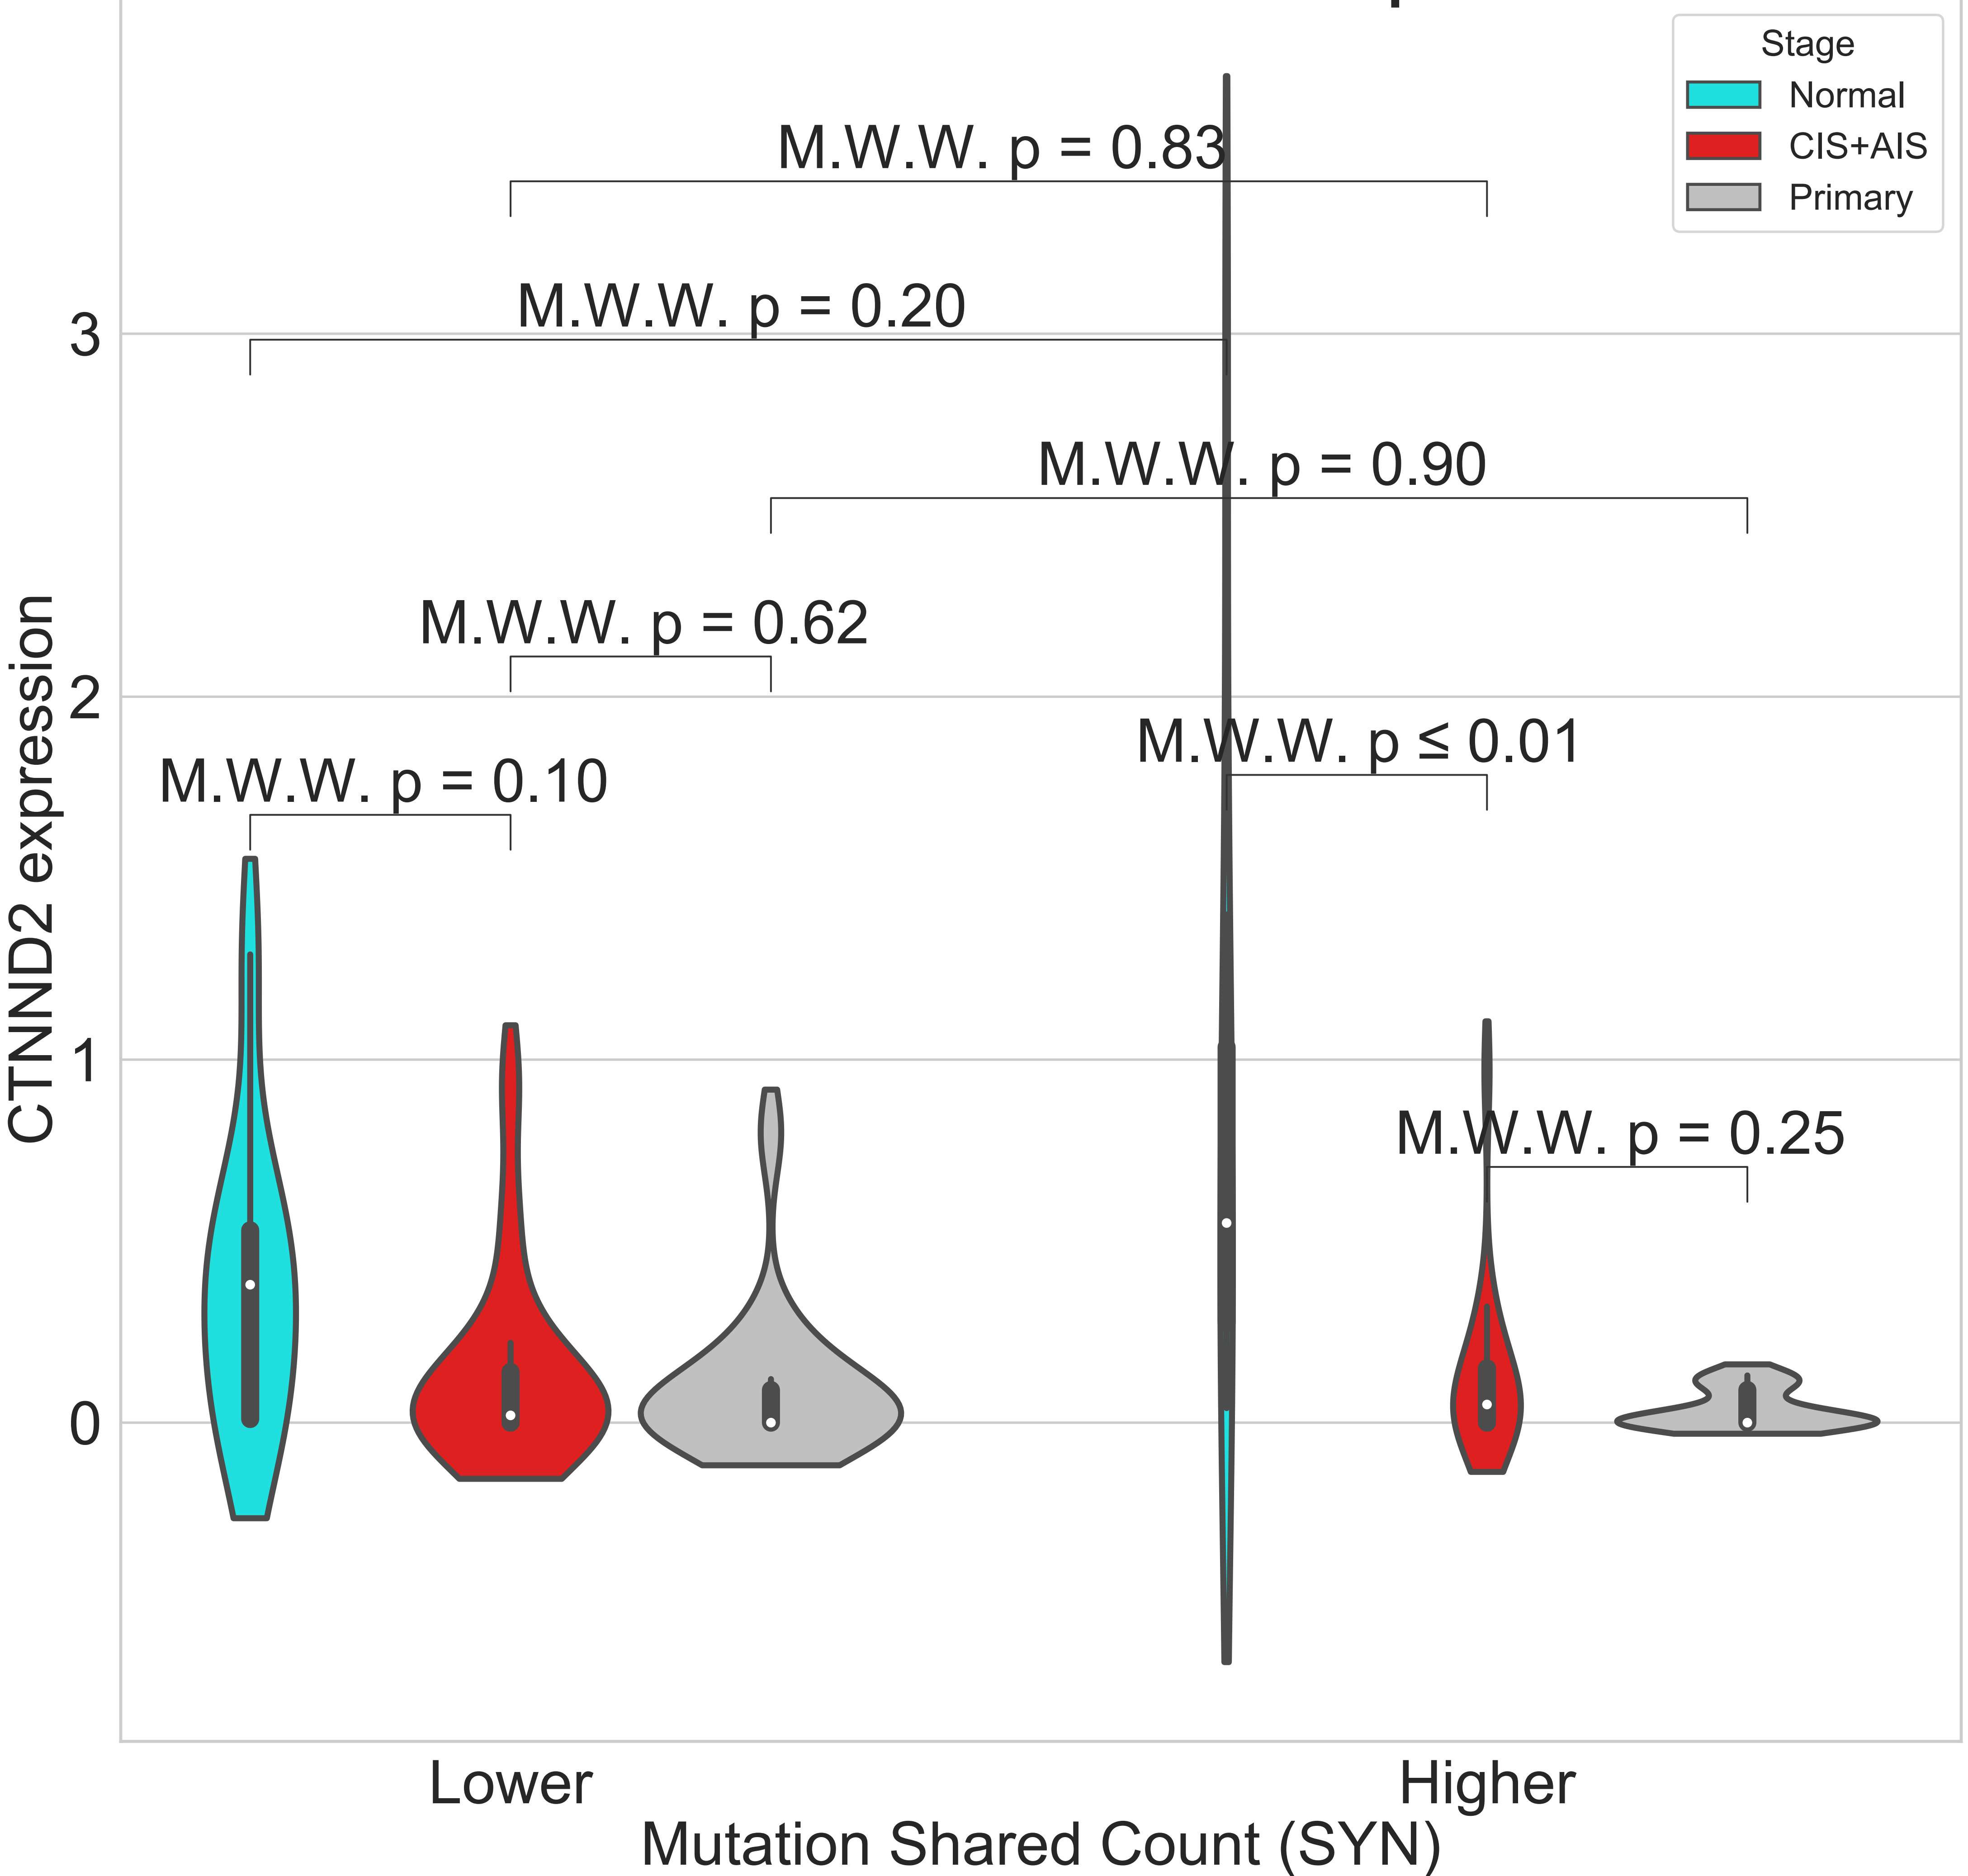 Stage
Normal
CIS+AIS
Primary
M.W.W. p = 0.83
M.W.W. p = 0.20
M.W.W. p = 0.90
M.W.W. p = 0.62
M.W.W. p ≤ 0.01
M.W.W. p = 0.10
M.W.W. p = 0.25
3
2
1
0
CTNND2 expression
Lower
Higher
Mutation Shared Count (SYN)